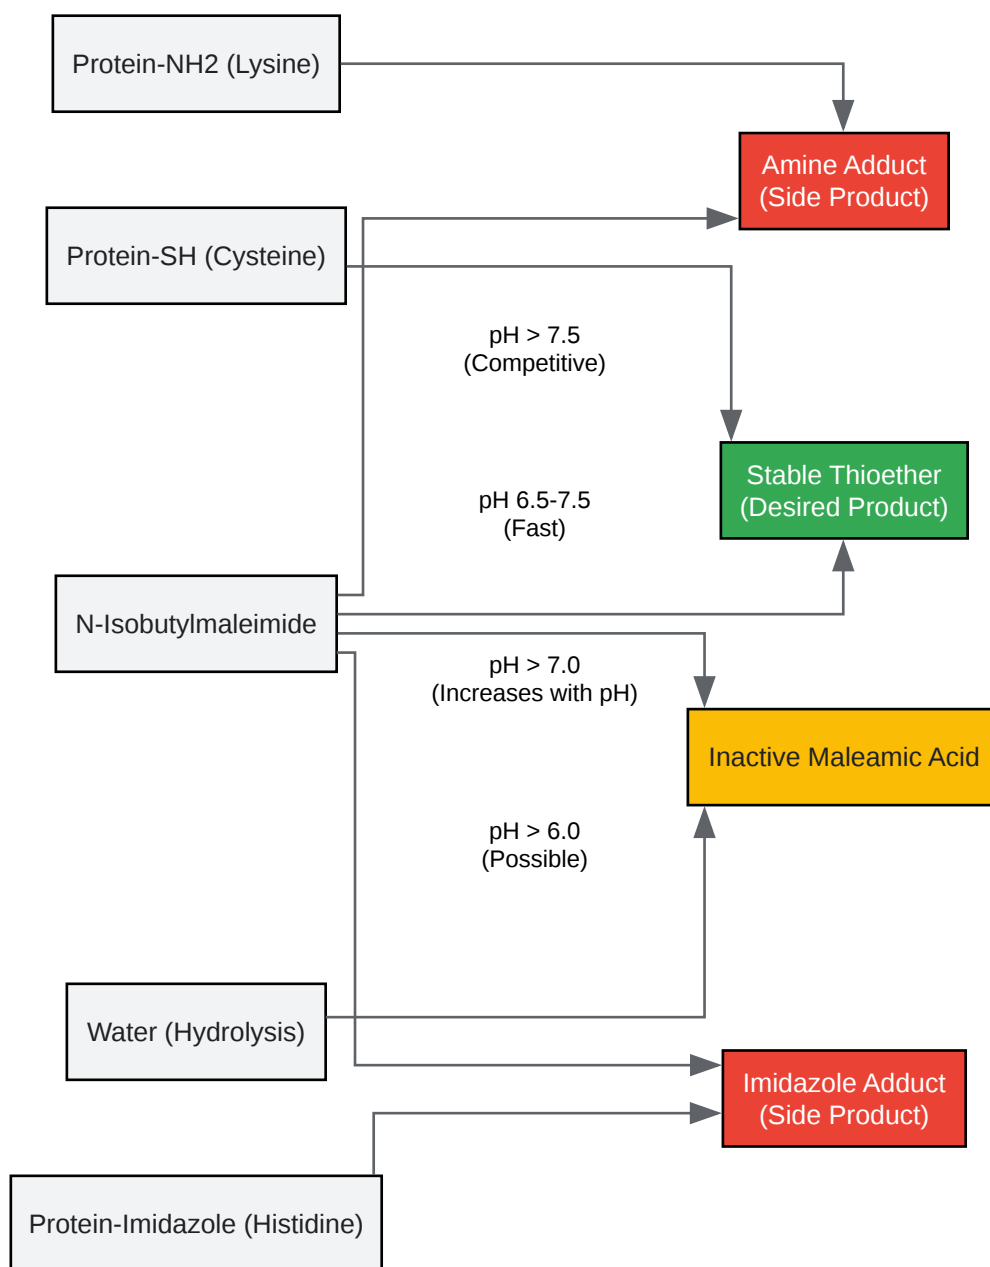 Protein-NH2 (Lysine)
Amine Adduct
(Side Product)
Protein-SH (Cysteine)
pH > 7.5
(Competitive)
Stable Thioether
(Desired Product)
pH 6.5-7.5
(Fast)
N-Isobutylmaleimide
pH > 7.0
(Increases with pH)
Inactive Maleamic Acid
pH > 6.0
(Possible)
Water (Hydrolysis)
Imidazole Adduct
(Side Product)
Protein-Imidazole (Histidine)